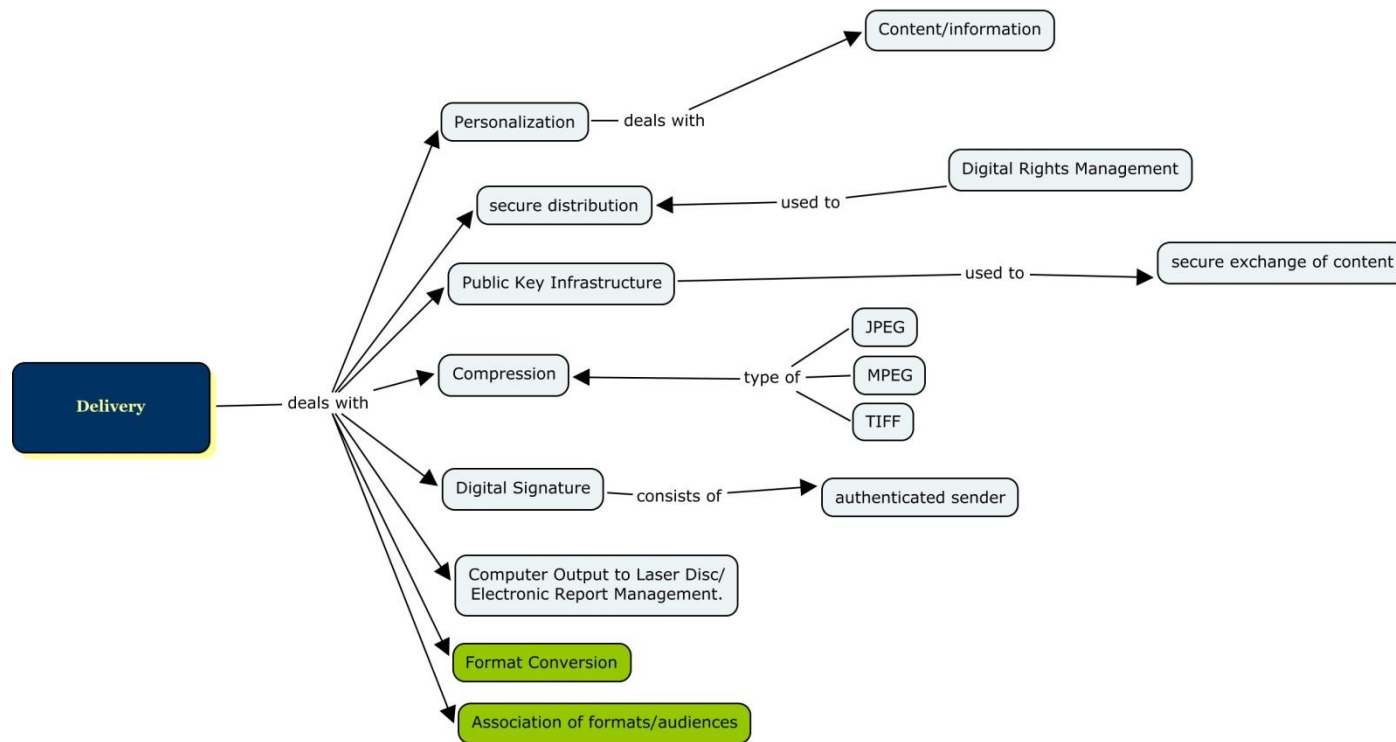 Content/information
Personalization
deals with
Digital Rights Management
secure distribution
used to
Public Key Infrastructure
used to
secure exchange of content
JPEG
Compression
type of
MPEG
Delivery
deals with
TIFF
Digital Signature
consists of
authenticated sender
Computer Output to Laser Disc/
Electronic Report Management.
Format Conversion
Association of formats/audiences